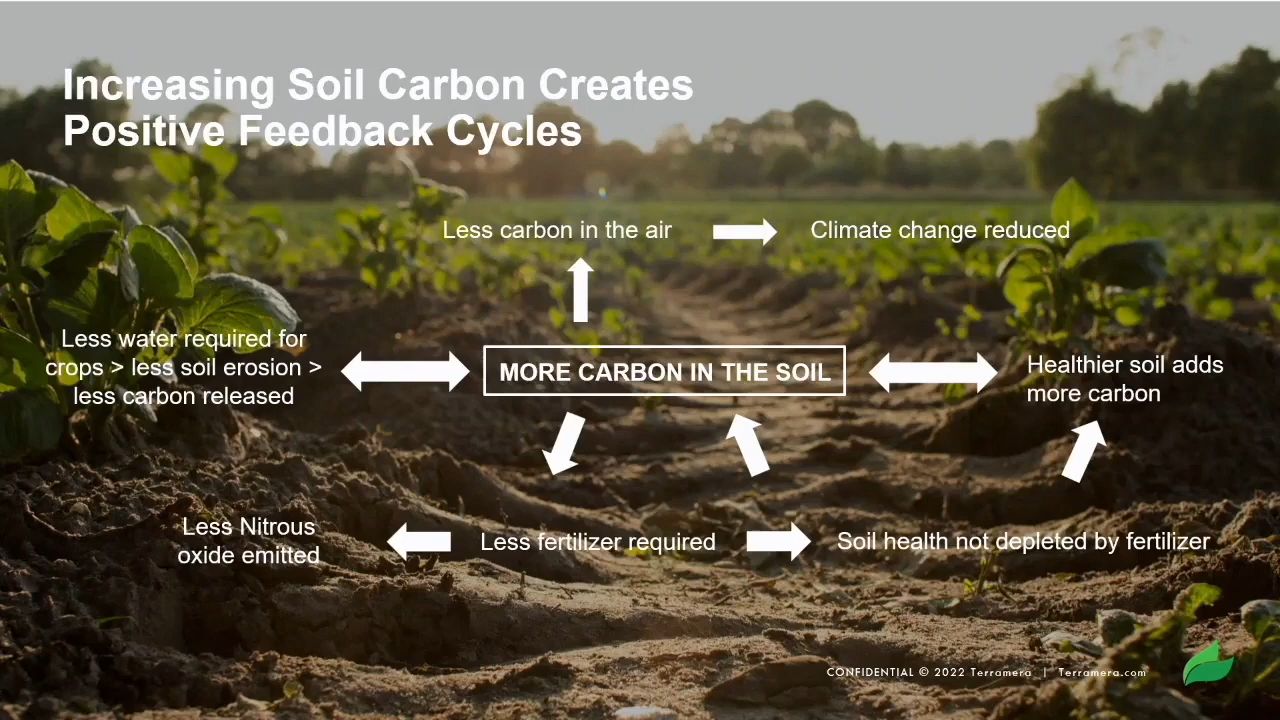 Increasing Soil Carbon Creates
Positive Feedback Cycles
Less carbon in the air
Climate change reduced
Less water required for
crops > less soil erosion >
less carbon released
MORE CARBON IN THE SOIL
Healthier soil adds
more carbon
Less Nitrous
oxide emitted
Less fertilizer required
Soil health not depleted by fertilizer
CONFIDENTIAL © 2022 Terramera | Terramera.com